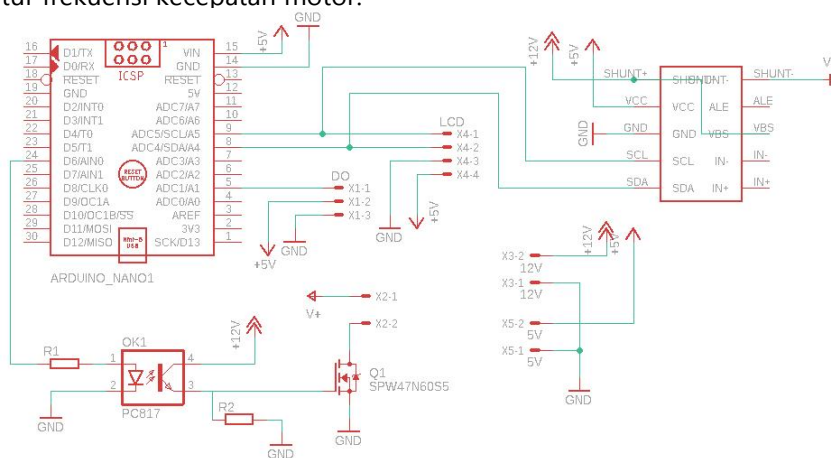 tur frekuensi kecepatan motor.
GND
+5V
16 D1/TX VIN 15
17 D0/RX GND 14
18 RESET RESET 13
19 GND 5V 12
20 D2/INT0 ADC7/A7 11
21 D3/INT1 ADC6/A6 10
22 D4/T0 ADC5/SCL/A5 9
23 D5/T1 ADC4/SDA/A4 8
24 D6/AIN0 ADC3/A3 7
25 D7/AIN1 ADC2/A2 6
26 D8/CLK0 ADC1/A1 5
27 D9/OC1A ADC0/A0 4
28 D10/OC1B/SS AREF 3
29 D11/MOSI 3V3 2
30 D12/MISO SCK/D13 1
ICSP
1
RESET
BUTTON
MINI-B
USB
ARDUINO_NANO1
LCD
X4-1
X4-2
X4-3
X4-4
GND
+5V
DO
X1-1
X1-2
X1-3
+5V
GND
+12V
+5V
V
SHUNT+ SHUNT-
VCC VCC ALE ALE
GND GND VBS VBS
SCL SCL IN- IN-
SDA SDA IN+ IN+
+12V
+5V
X3-2
12V
X3-1
12V
X5-2
5V
X5-1
5V
GND
V+
X2-1
X2-2
Q1
SPW47N60S5
GND
R1
OK1
1
2
4
3
PC817
+12V
GND
R2
GND